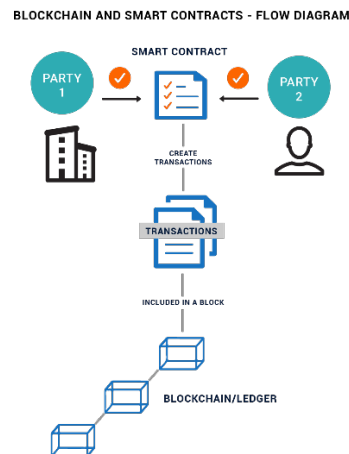 BLOCKCHAIN AND SMART CONTRACTS - FLOW DIAGRAM
SMART CONTRACT
PARTY
1
PARTY
2
CREATE
TRANSACTIONS
TRANSACTIONS
INCLUDED IN A BLOCK
BLOCKCHAIN/LEDGER